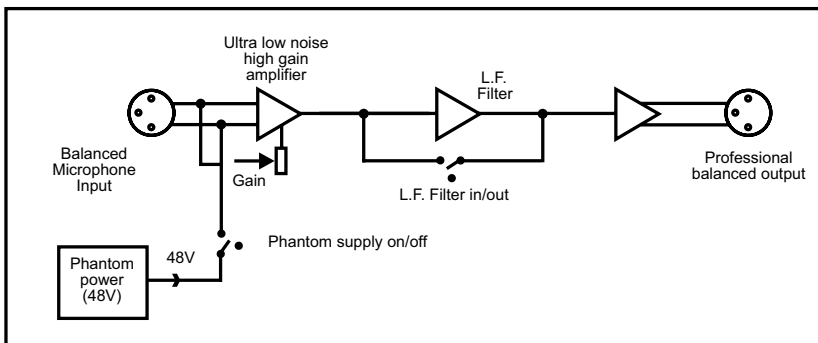 Ultra low noise
high gain
amplifier
L.F.
Filter
Balanced
Microphone
Input
Gain
L.F. Filter in/out
Professional
balanced output
Phantom supply on/off
48V
Phantom
power
(48V)